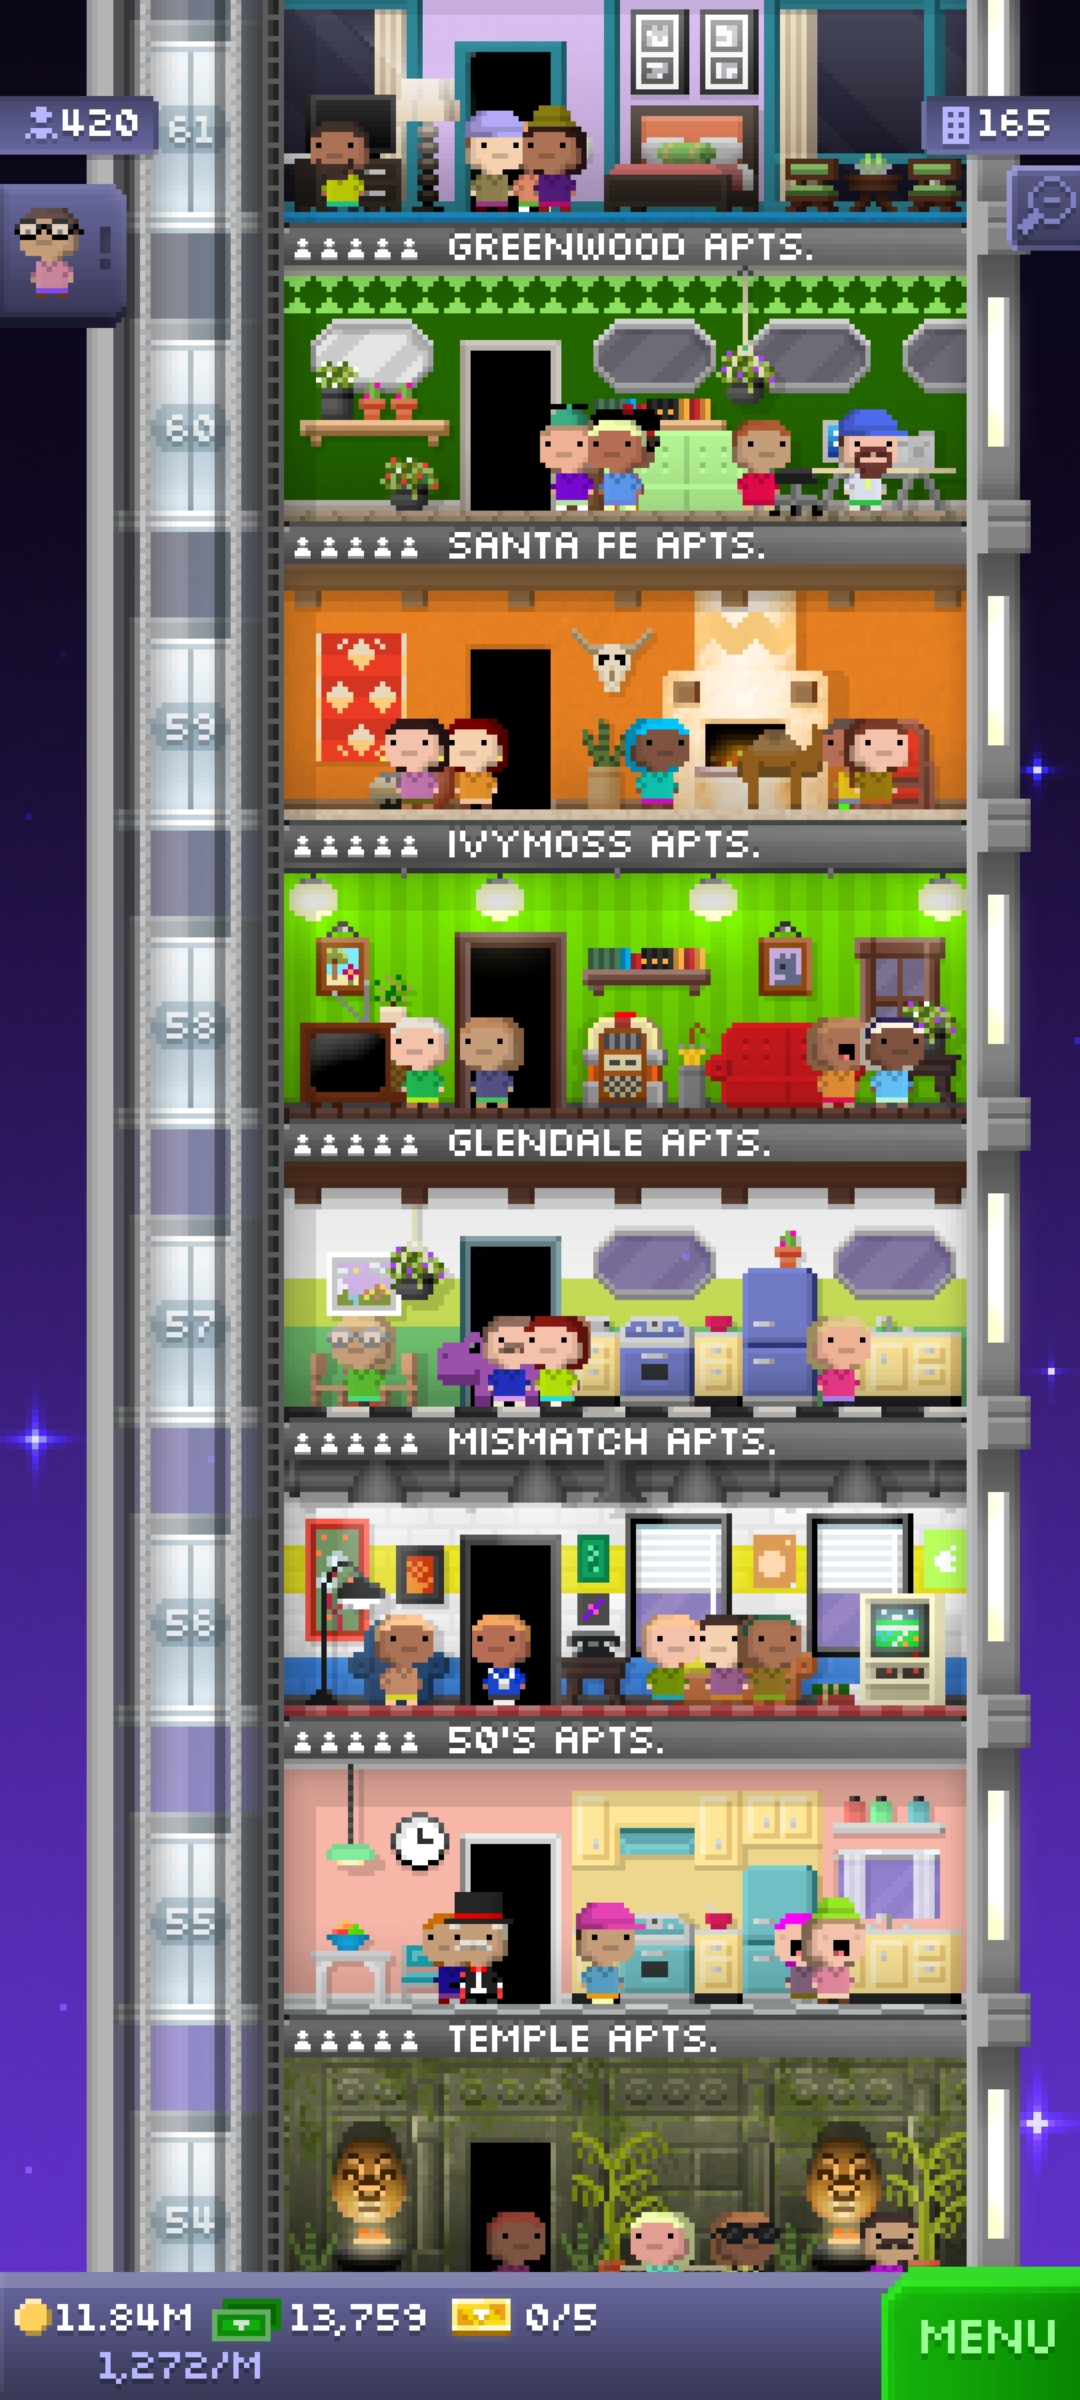 420
61
165
!
GREENWOOD APTS.
60
SANTA FE APTS.
59
IVYMOSS APTS.
58
GLENDALE APTS.
57
MISMATCH APTS.
56
50'S APTS.
55
TEMPLE APTS.
54
11.84M 13,759 0/5
1,272/M
MENU